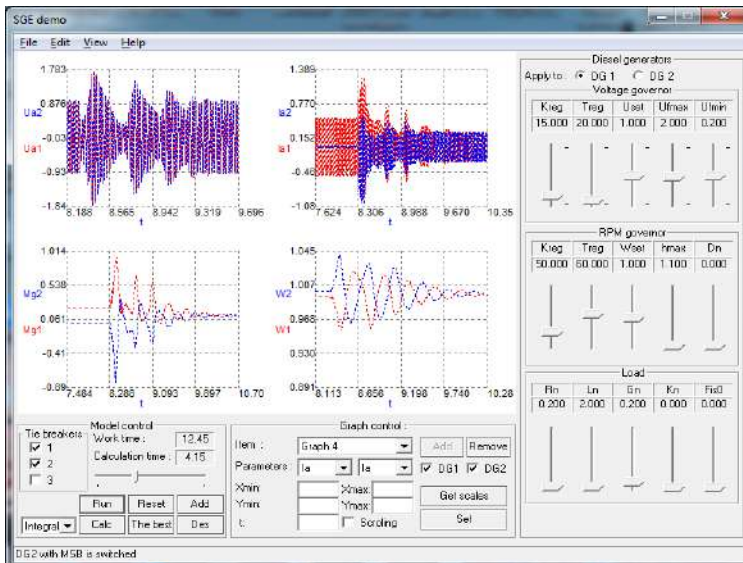 SGE demo
File Edit View Help
1.793
0.876
Ua2
-0.03
Ua1
-0.93
-1.84
8.188 8.565 8.942 9.319 9.696
t
1.389
0.770
Ia2
0.152
Ia1
-0.46
-1.08
7.624 8.306 8.988 9.670 10.35
t
1.014
0.538
Mg2
0.061
Mg1
-0.41
-0.89
7.484 8.289 9.093 9.897 10.70
t
1.045
1.007
W2
0.968
W1
0.930
0.891
8.113 8.656 9.198 9.740 10.28
t
Diesel generators
Apply to: DG 1 DG 2
Voltage governor
Kreg Treg Uset Ufmax Ufmin
15.000 20.000 1.000 2.000 0.200
RPM governor
Kreg Treg Wset hmax Dn
50.000 60.000 1.000 1.100 0.000
Load
Rn Ln Gn Kn Fis0
0.200 2.000 0.200 0.000 0.000
Tie breakers
1
2
3
Integral
Model control
Work time : 12.45
Calculation time : 4.15
Run Reset Add
Calc The best Des
Graph control :
Item : Graph 4 Add Remove
Parameters : Ia Ia DG1 DG2
Xmin: Xmax:
Ymin: Ymax:
t: Scroling
Get scales
Set
DG2 with MSB is switched